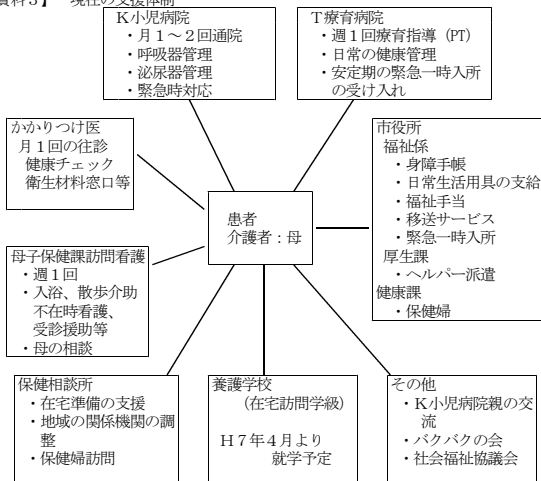 【資料３】 現在の支援体制
Ｋ小児病院
・月１～２回通院
・呼吸器管理
・泌尿器管理
・緊急時対応
Ｔ療育病院
・週１回療育指導（PT）
・日常の健康管理
・安定期の緊急一時入所
の受け入れ
かかりつけ医
月１回の往診
健康チェック
衛生材料窓口等
市役所
福祉係
・身障手帳
・日常生活用具の支給
・福祉手当
・移送サービス
・緊急一時入所
厚生課
・ヘルパー派遣
健康課
・保健婦
患者
介護者：母
母子保健課訪問看護
・週１回
・入浴、散歩介助
不在時看護、
受診援助等
・母の相談
保健相談所
・在宅準備の支援
・地域の関係機関の調
整
・保健婦訪問
養護学校
（在宅訪問学級）
Ｈ７年４月より
就学予定
その他
・Ｋ小児病院親の交
流
・バクバクの会
・社会福祉協議会